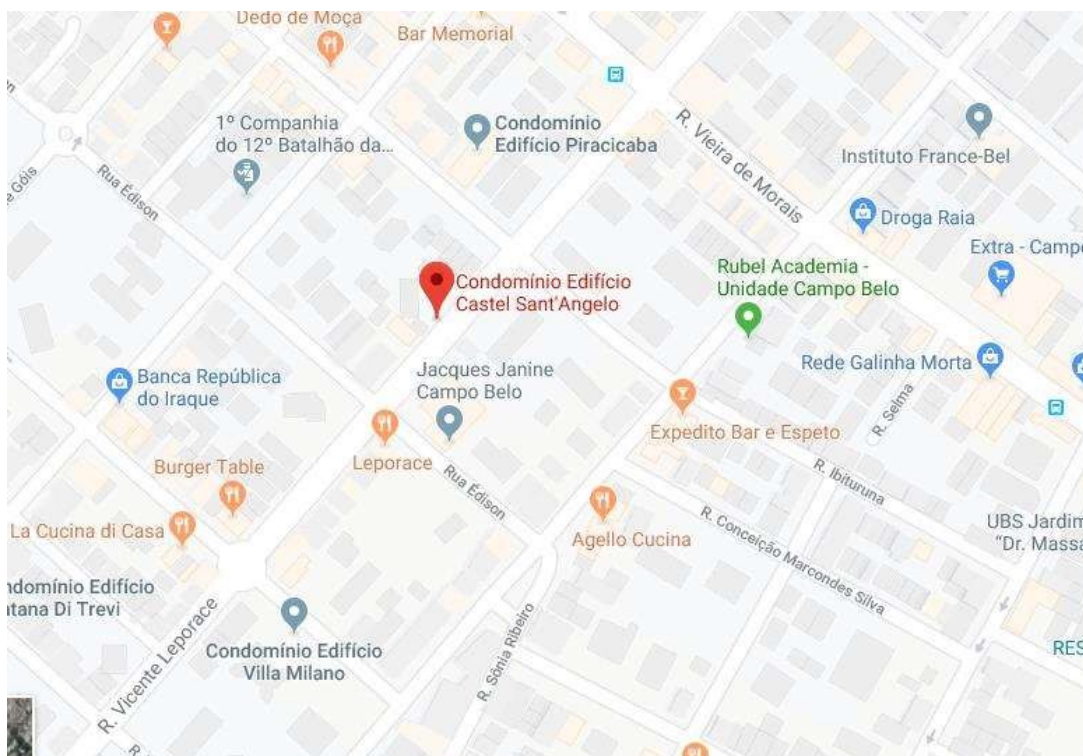 Dedo de Moça
Bar Memorial
1º Companhia
do 12º Batalhão da...
Condomínio
Edifício Piracicaba
R. Vieira de Morais
Instituto France-Bel
de Góis
Rua Édison
Droga Raia
Extra - Campo
Rubel Academia -
Unidade Campo Belo
Condomínio Edifício
Castel Sant'Angelo
Rede Galinha Morta
Banca República
do Iraque
Jacques Janine
Campo Belo
R. Selma
Expedito Bar e Espeto
Leporace
Burger Table
Rua Édison
R. Ibituruna
La Cucina di Casa
Agello Cucina
R. Conceição Marcondes Silva
UBS Jardim
"Dr. Massa
ndomínio Edifício
ntana Di Trevi
R. Sônia Ribeiro
Condomínio Edifício
Villa Milano
R. Vicente Leporace
RES
R.